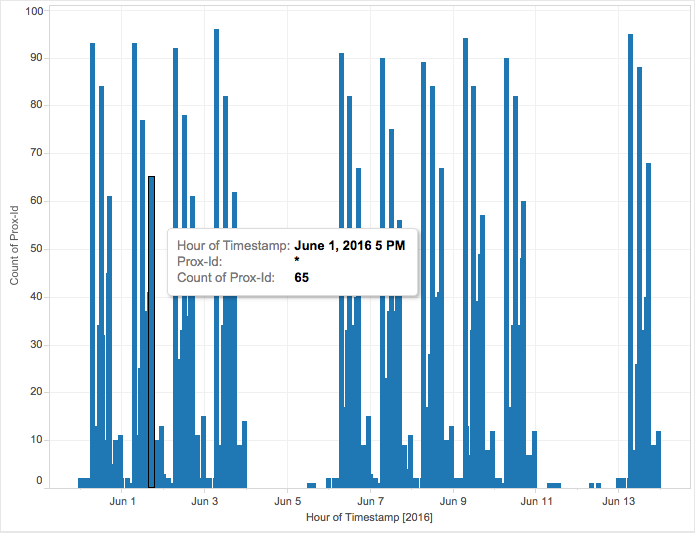 100
90
80
70
60
50
40
30
20
10
0
Count of Prox-Id
Hour of Timestamp: June 1, 2016 5 PM
Prox-Id: *
Count of Prox-Id: 65
Jun 1 Jun 3 Jun 5 Jun 7 Jun 9 Jun 11 Jun 13
Hour of Timestamp [2016]